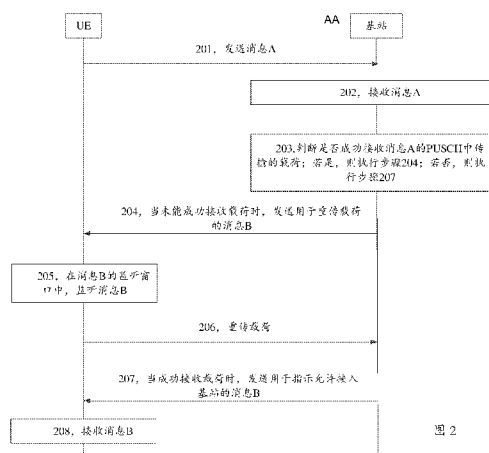 UE
AA
基站
201，发送消息A
202，接收消息A
203,判断是否成功接收消息A的PUSCH中传
输的载荷；若是，则执行步骤204；若否，则执
行步骤207
204，当未能成功接收载荷时，发送用于重传载荷
的消息B
205，在消息B的监听窗
口中，监听消息B
206，重传载荷
207，当成功接收载荷时，发送用于指示允许接入
基站的消息B
208，接收消息B
图 2